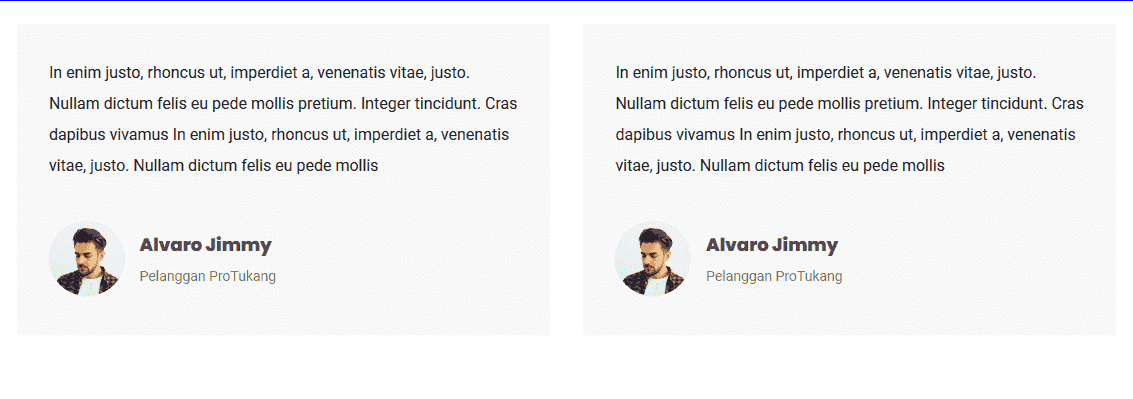 In enim justo, rhoncus ut, imperdiet a, venenatis vitae, justo.
Nullam dictum felis eu pede mollis pretium. Integer tincidunt. Cras
dapibus vivamus In enim justo, rhoncus ut, imperdiet a, venenatis
vitae, justo. Nullam dictum felis eu pede mollis
Alvaro Jimmy
Pelanggan ProTukang
In enim justo, rhoncus ut, imperdiet a, venenatis vitae, justo.
Nullam dictum felis eu pede mollis pretium. Integer tincidunt. Cras
dapibus vivamus In enim justo, rhoncus ut, imperdiet a, venenatis
vitae, justo. Nullam dictum felis eu pede mollis
Alvaro Jimmy
Pelanggan ProTukang